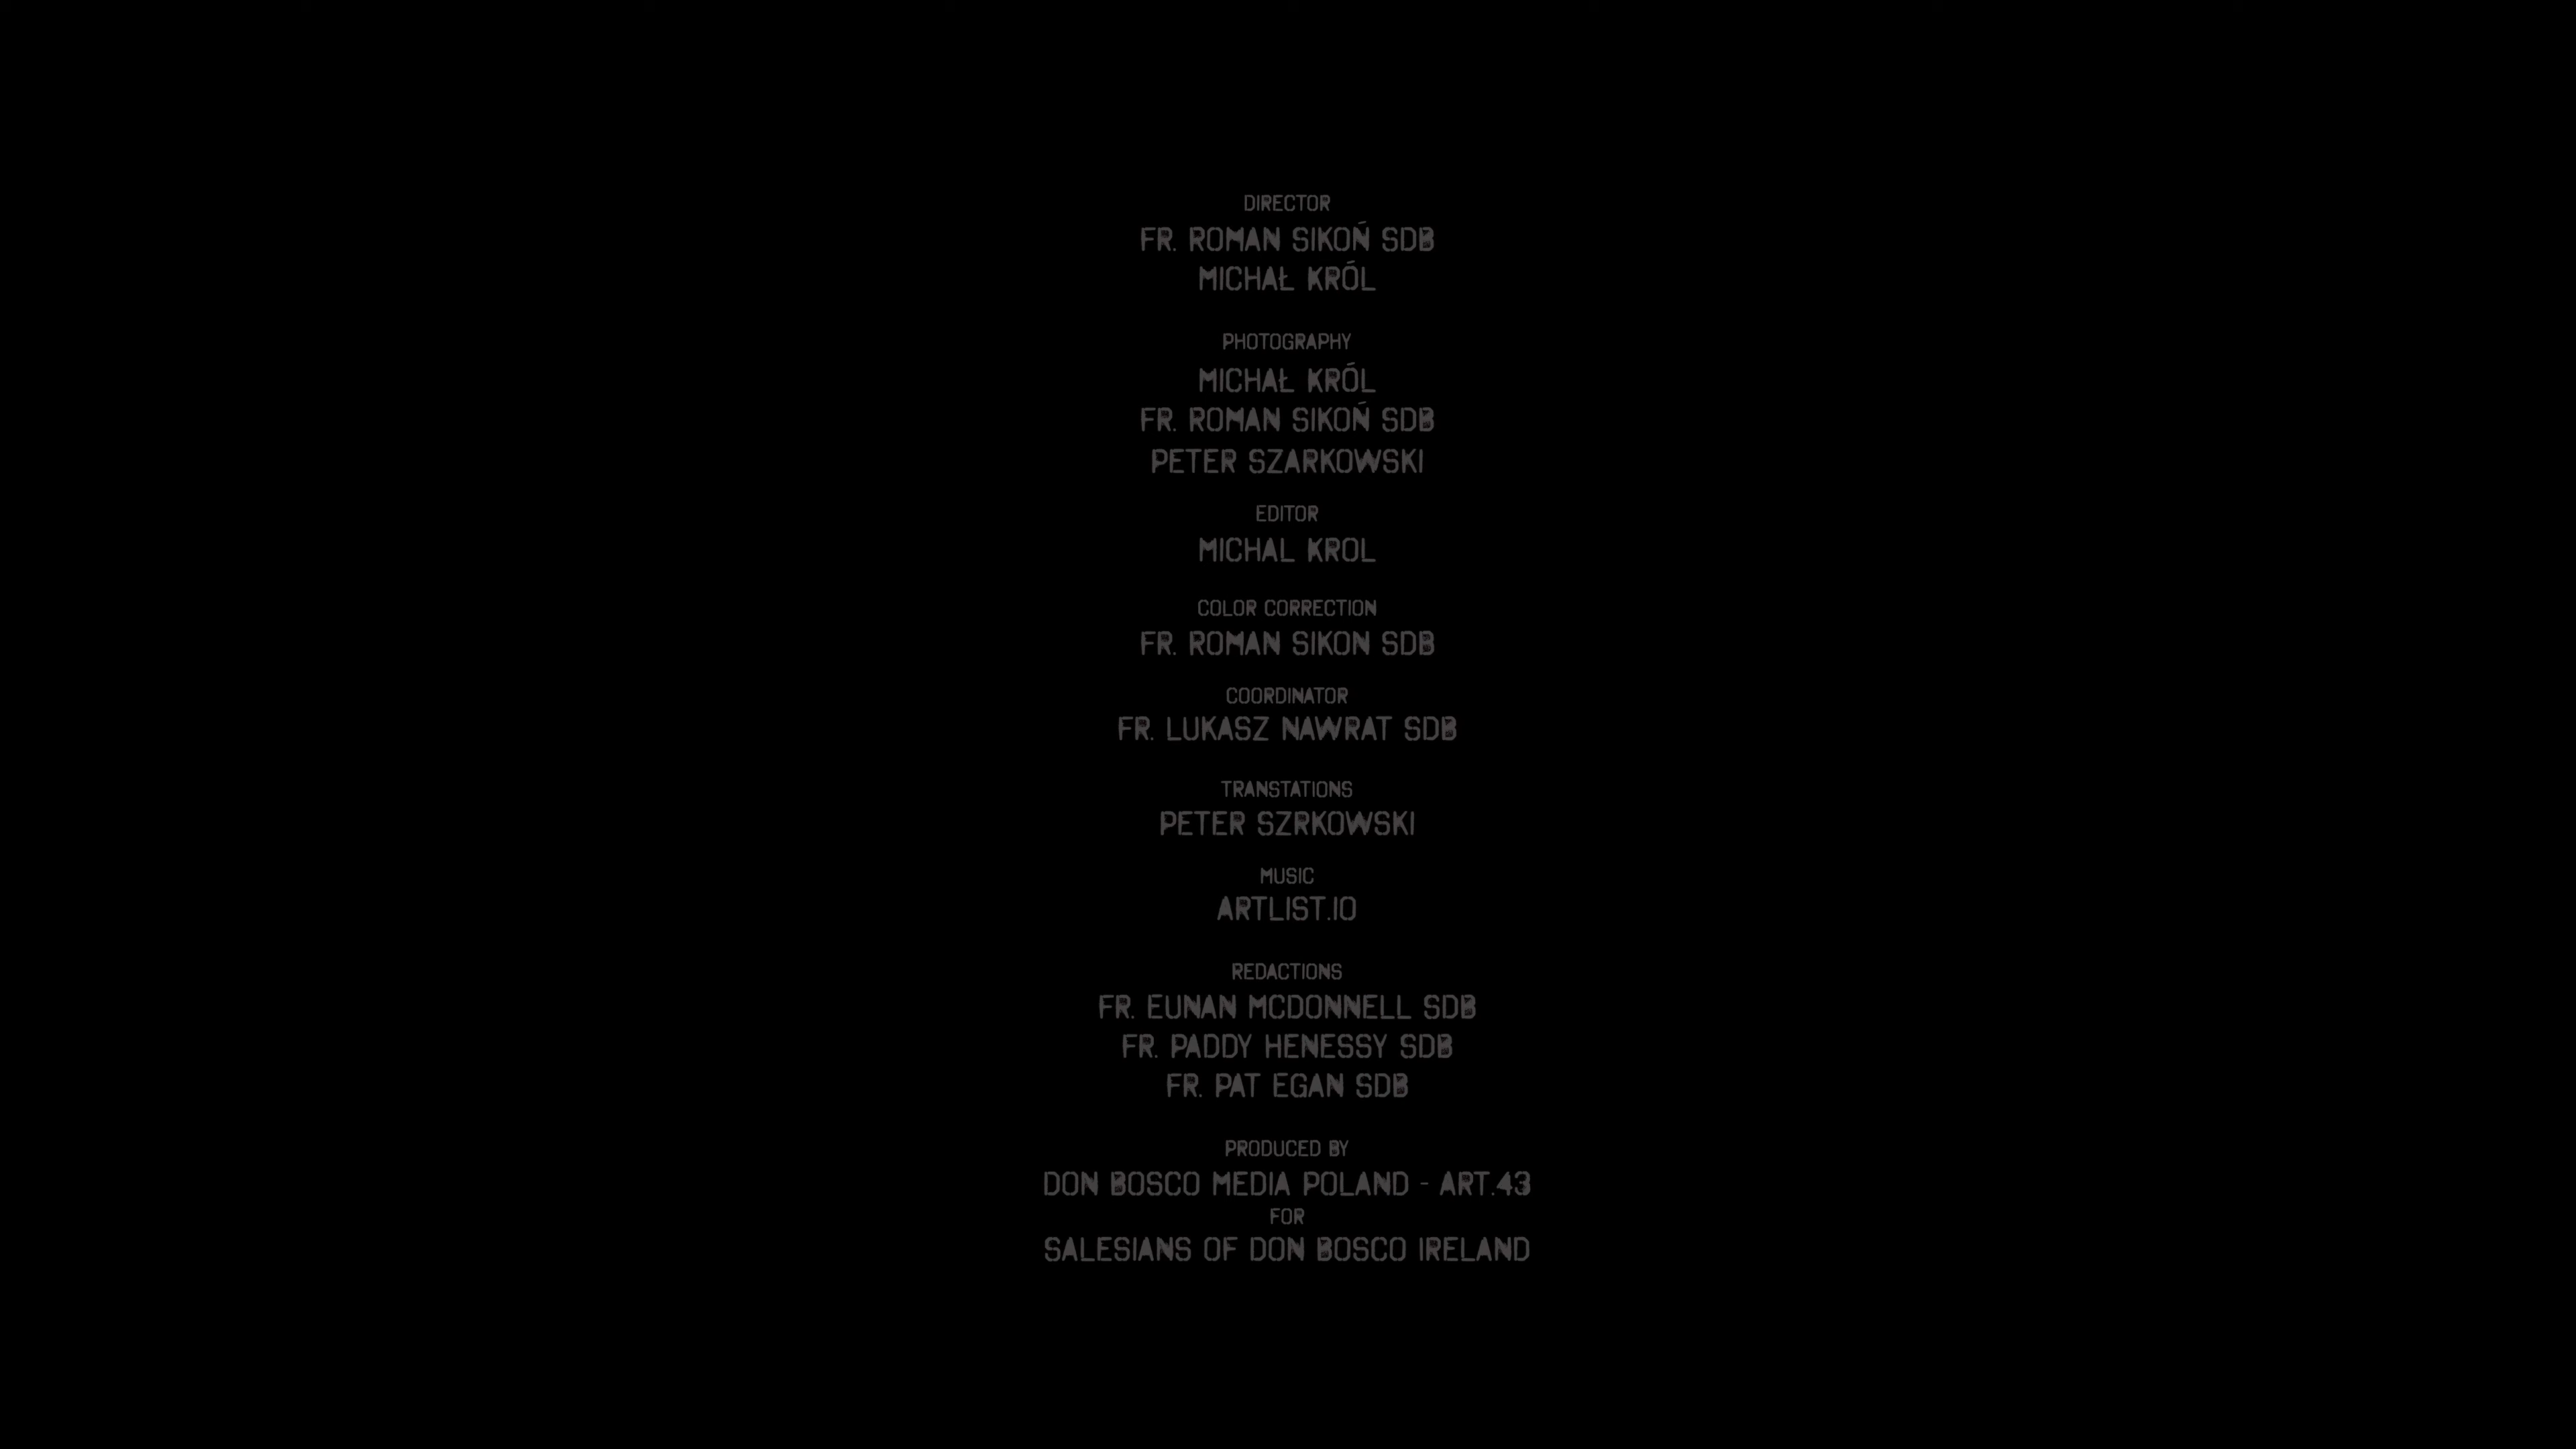 DIRECTOR
FR. ROMAN SIKOŃ SDB
MICHAŁ KRÓL
PHOTOGRAPHY
MICHAŁ KRÓL
FR. ROMAN SIKOŃ SDB
PETER SZARKOWSKI
EDITOR
MICHAL KROL
COLOR CORRECTION
FR. ROMAN SIKON SDB
COORDINATOR
FR. LUKASZ NAWRAT SDB
TRANSTATIONS
PETER SZRKOWSKI
MUSIC
ARTLIST.IO
REDACTIONS
FR. EUNAN MCDONNELL SDB
FR. PADDY HENESSY SDB
FR. PAT EGAN SDB
PRODUCED BY
DON BOSCO MEDIA POLAND - ART.43
FOR
SALESIANS OF DON BOSCO IRELAND